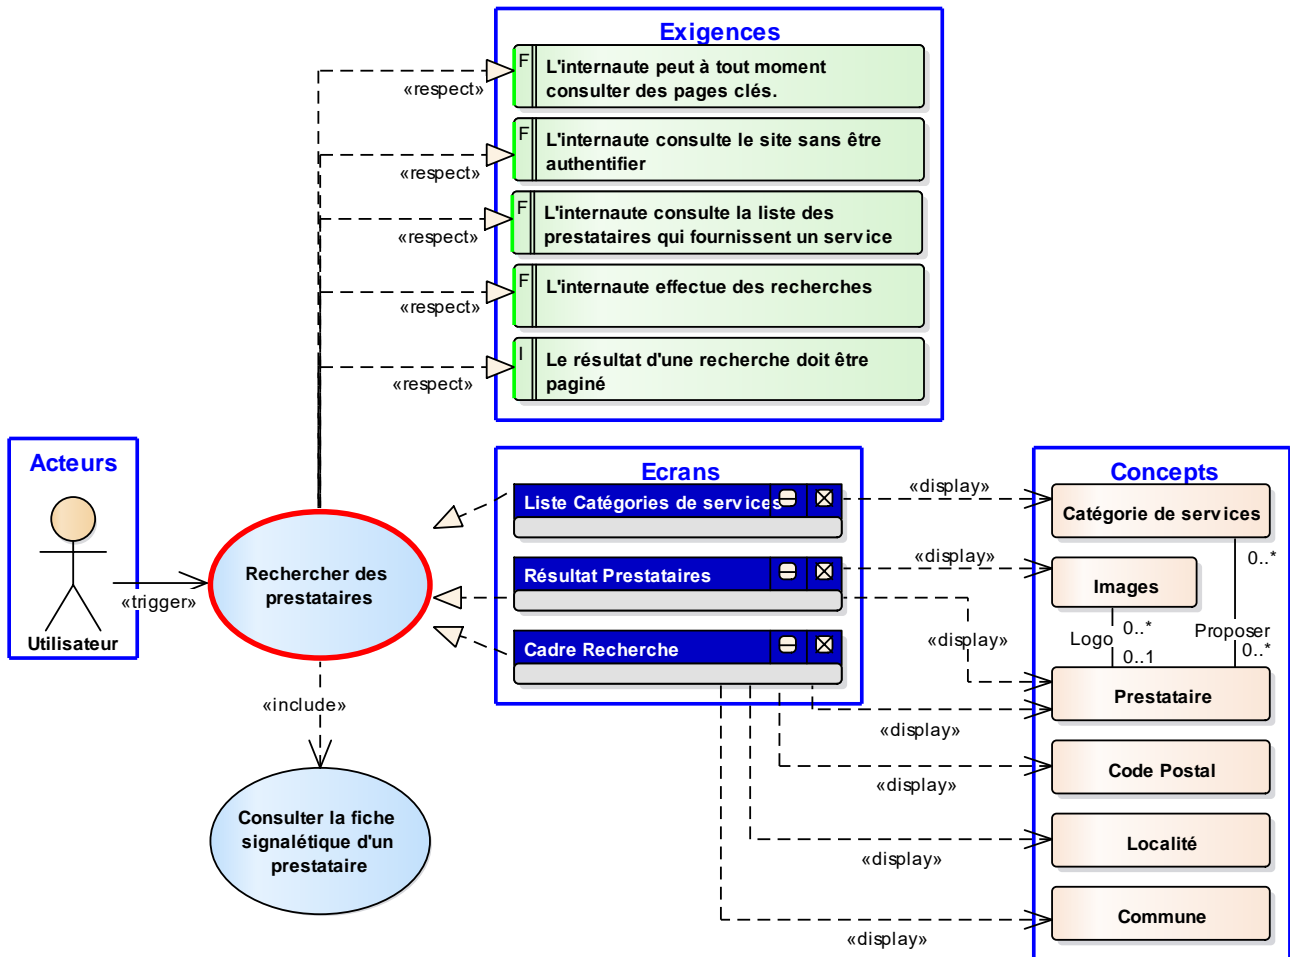 Exigences
F
L'internaute peut à tout moment
consulter des pages clés.
«respect»
F
L'internaute consulte le site sans être
authentifier
«respect»
F
L'internaute consulte la liste des
prestataires qui fournissent un service
«respect»
F
L'internaute effectue des recherches
«respect»
I
Le résultat d'une recherche doit être
paginé
«respect»
Acteurs
Utilisateur
«trigger»
Rechercher des
prestataires
«include»
Consulter la fiche
signalétique d'un
prestataire
Ecrans
Liste Catégories de services
Résultat Prestataires
Cadre Recherche
«display»
«display»
«display»
«display»
«display»
«display»
«display»
Concepts
Catégorie de services
0..*
Images
Logo
0..*
0..1
Proposer
0..*
Prestataire
Code Postal
Localité
Commune